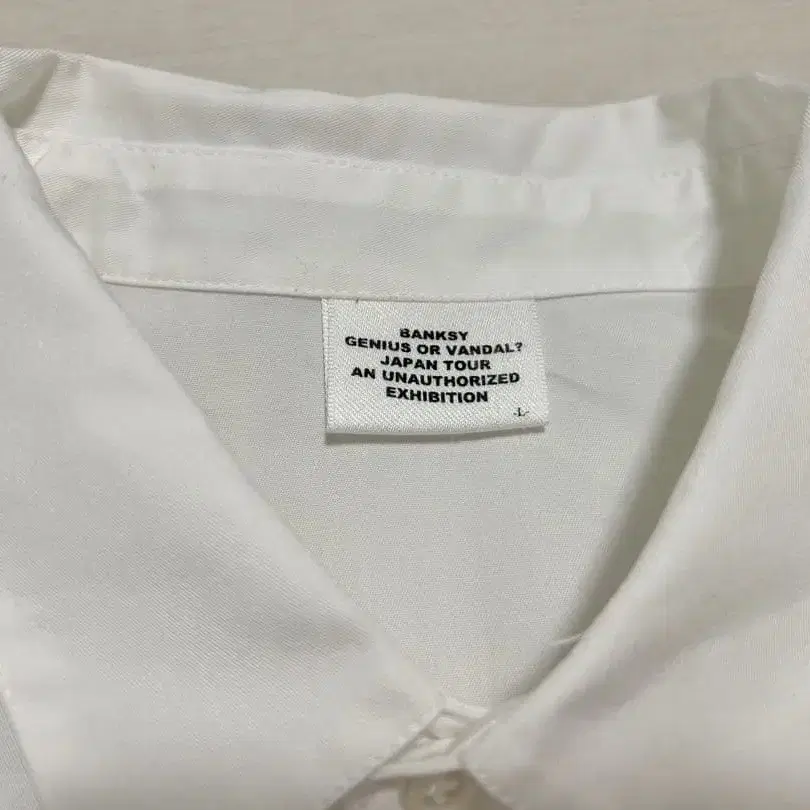 BANKSY
GENIUS OR VANDAL?
JAPAN TOUR
AN UNAUTHORIZED
EXHIBITION
-L-